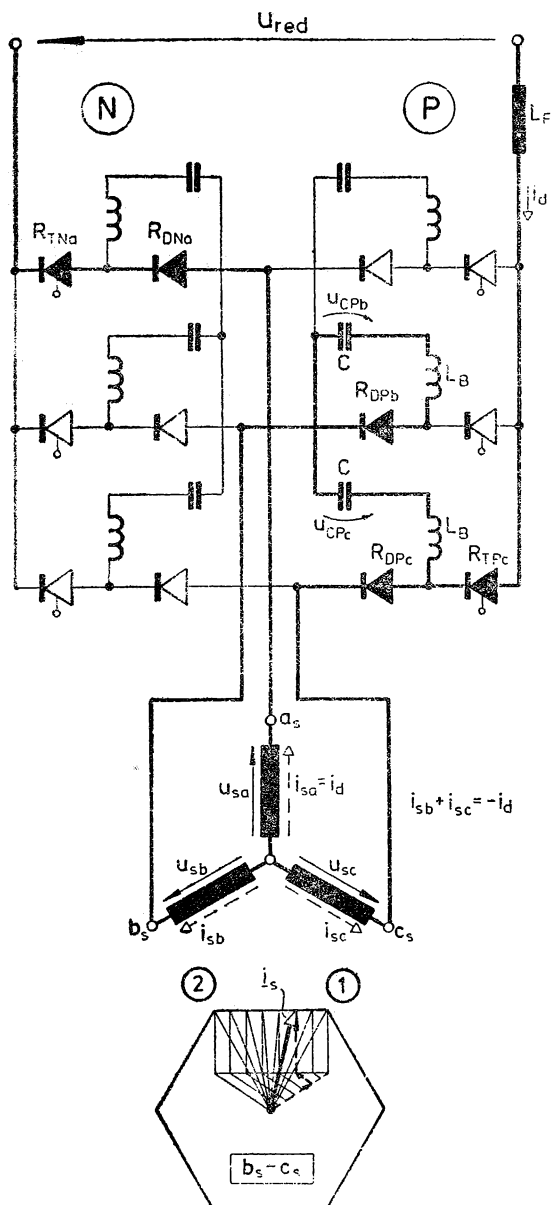 u_red
N P
L_F
i_d
R_TNa R_DNa
u_CPb
C
R_DPb L_B
C
u_CPc
L_B
R_DPc R_TPc
a_s
u_sa i_sa=i_d
i_sb+i_sc=-i_d
u_sb u_sc
b_s i_sb i_sc c_s
2 i_s 1
b_s-c_s